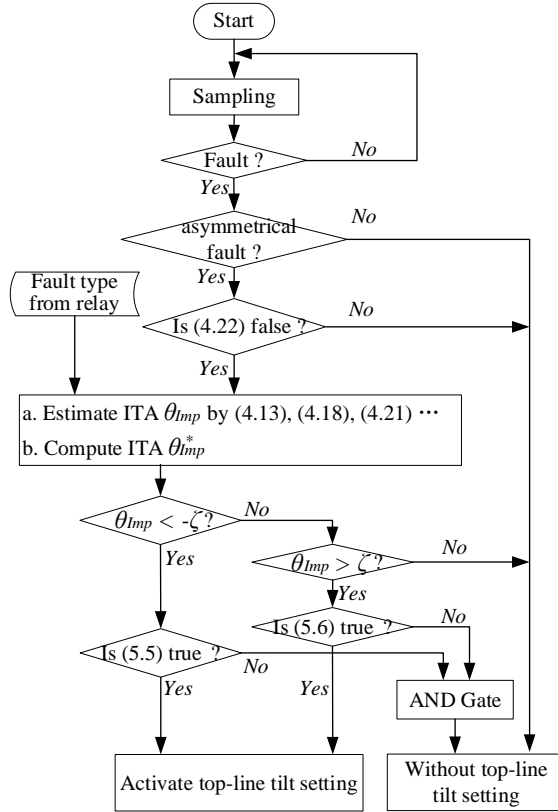 Start
Sampling
Fault ?
No
Yes
asymmetrical
fault ?
No
Yes
Fault type
from relay
Is (4.22) false ?
No
Yes
a. Estimate ITA θImp by (4.13), (4.18), (4.21) ···
b. Compute ITA θ*Imp
θImp < -ζ?
No
Yes
θImp > ζ?
No
Yes
Is (5.6) true ?
No
Yes
Is (5.5) true ?
No
Yes
AND Gate
Activate top-line tilt setting
Without top-line
tilt setting